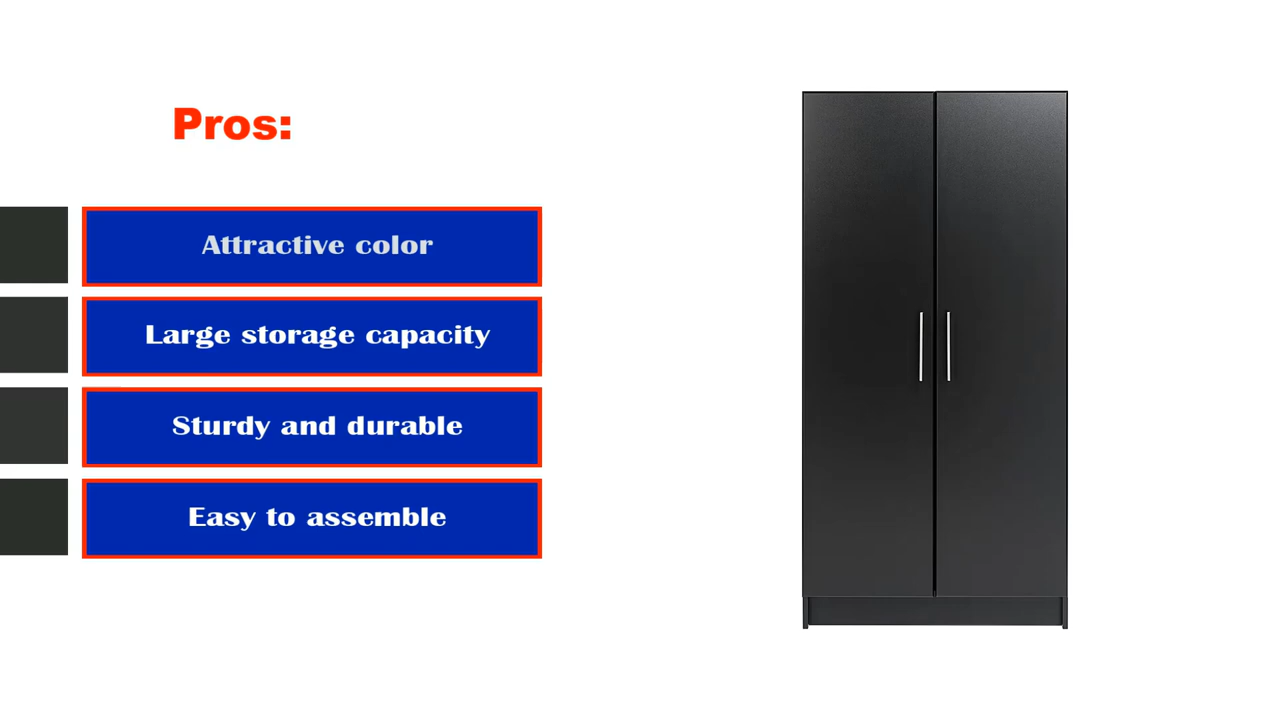 Pros:
Attractive color
Large storage capacity
Sturdy and durable
Easy to assemble